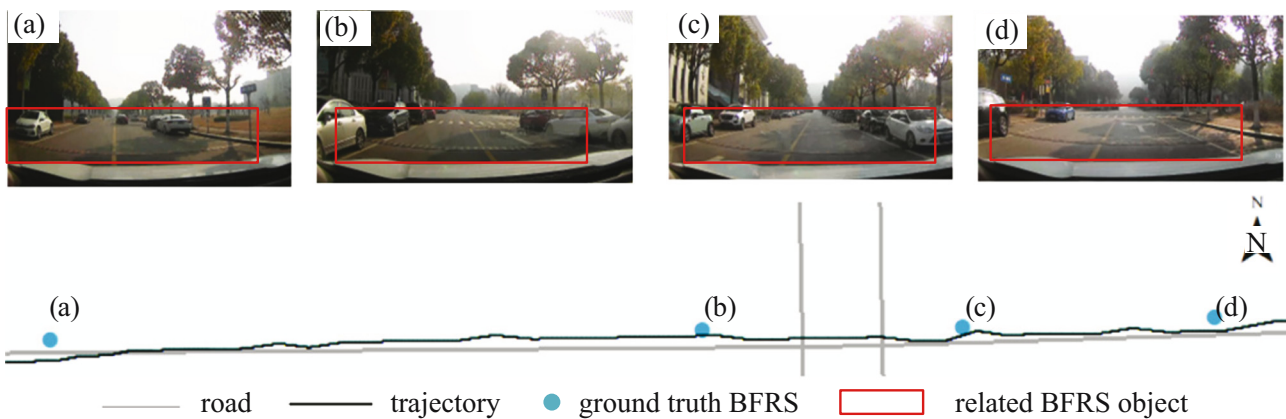 (a)
(b)
(c)
(d)
N
N
(a)
(b)
(c)
(d)
road
trajectory
ground truth BFRS
related BFRS object